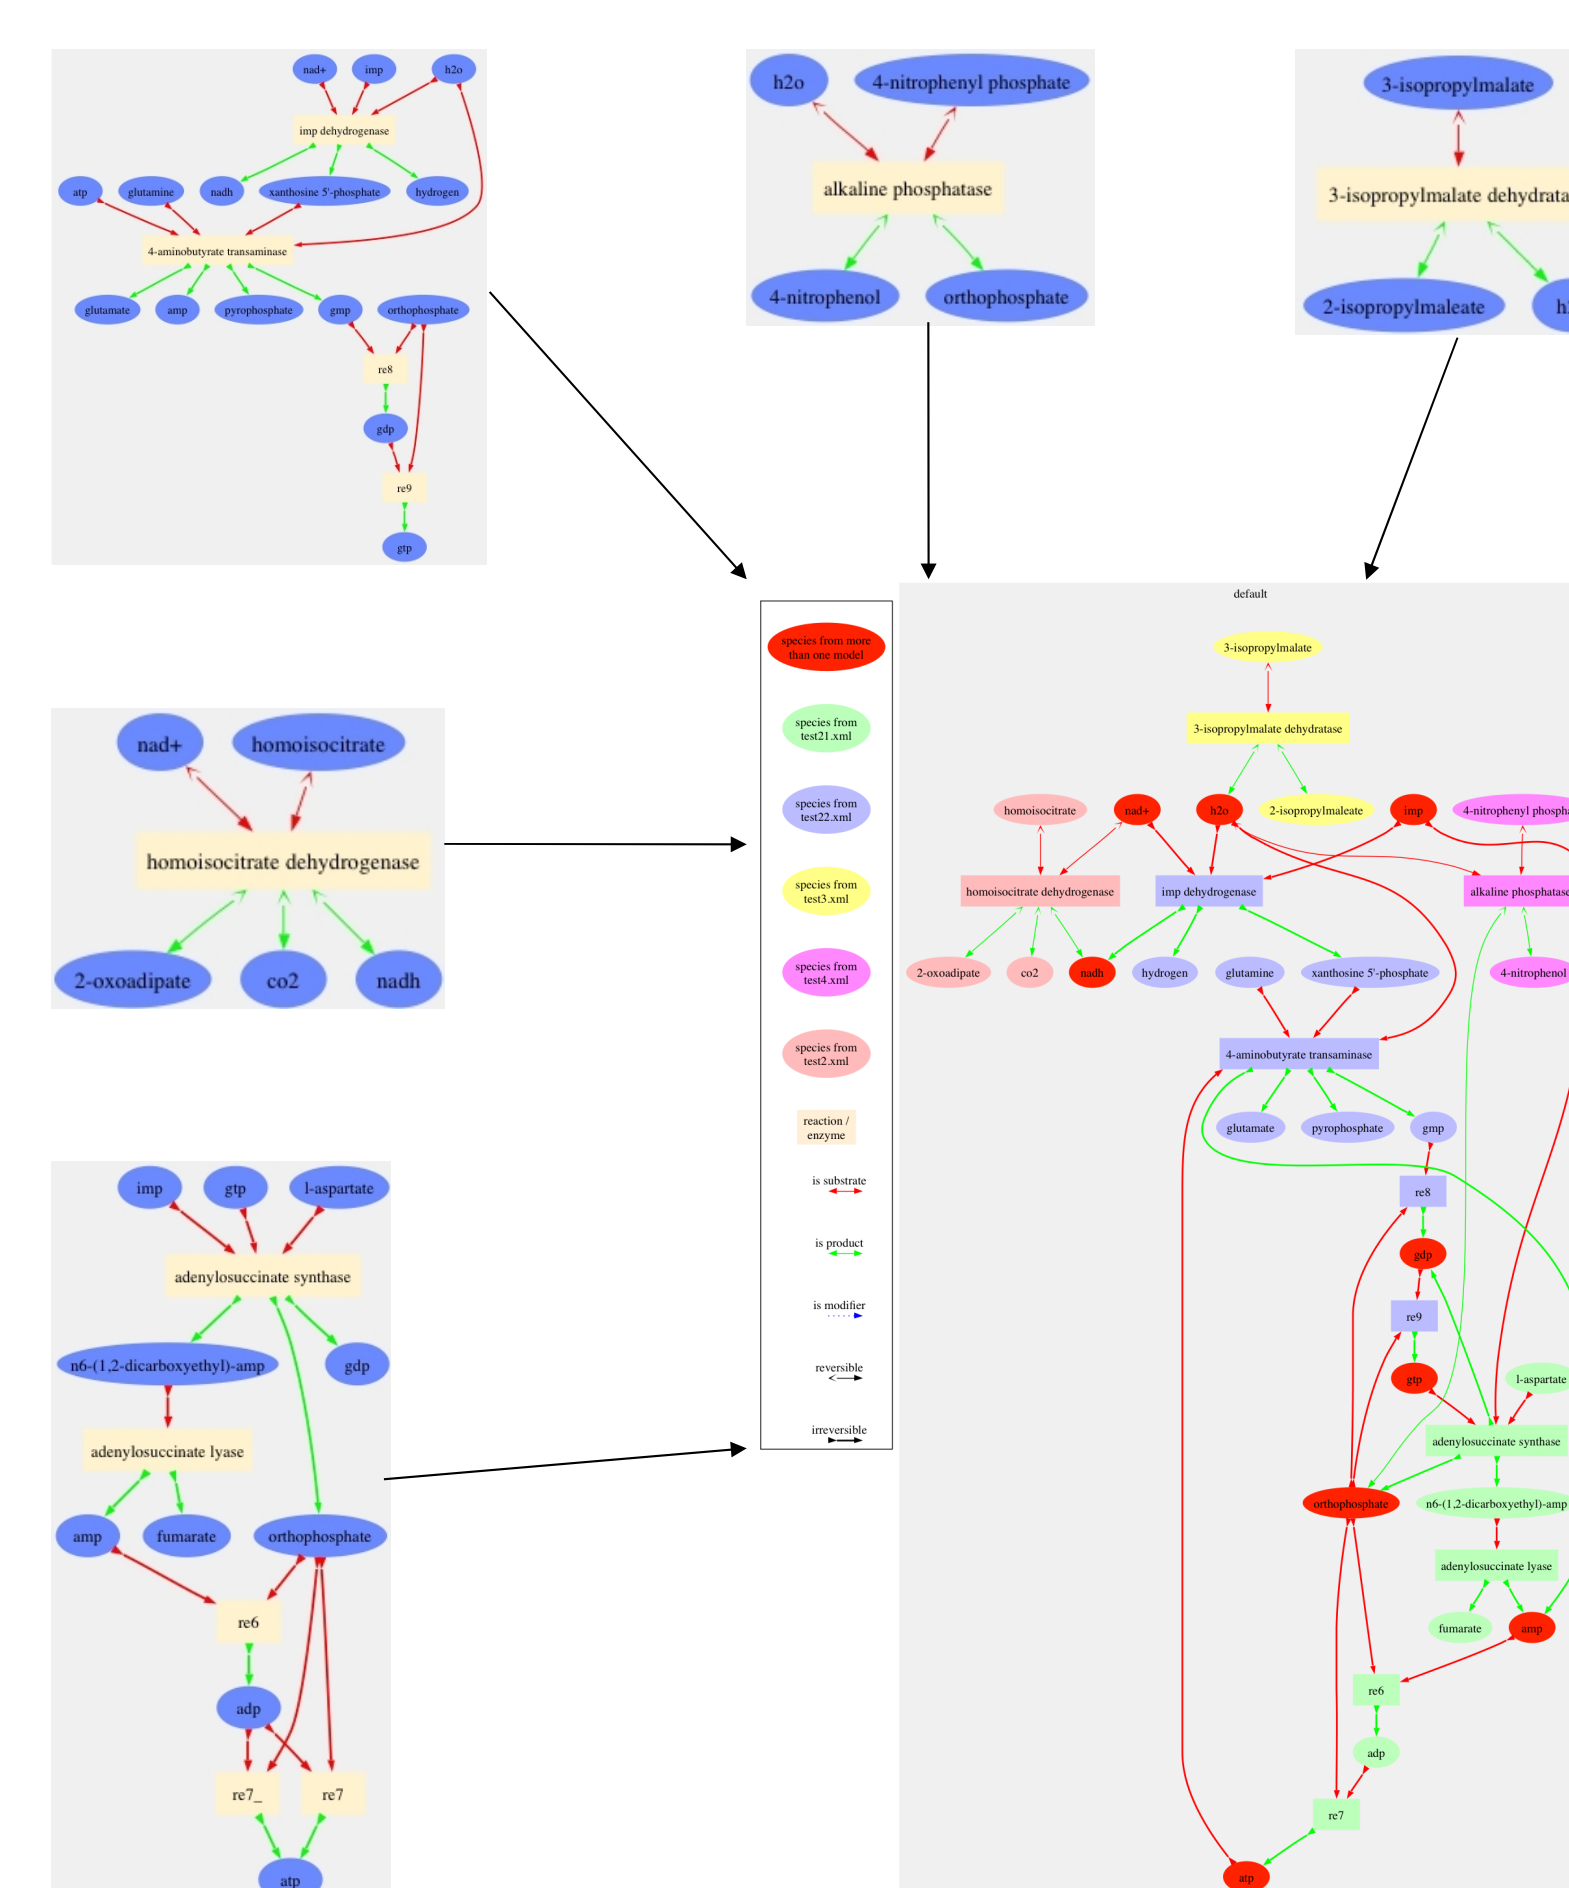 nad+
imp
h2o
imp dehydrogenase
atp
glutamine
nadh
xanthosine 5'-phosphate
hydrogen
4-aminobutyrate transaminase
glutamate
amp
pyrophosphate
gmp
orthophosphate
re8
gdp
re9
gtp
h2o
4-nitrophenyl phosphate
alkaline phosphatase
4-nitrophenol
orthophosphate
3-isopropylmalate
3-isopropylmalate dehydrata
2-isopropylmaleate
nad+
homoisocitrate
homoisocitrate dehydrogenase
2-oxoadipate
co2
nadh
imp
gtp
l-aspartate
adenylosuccinate synthase
n6-(1,2-dicarboxyethyl)-amp
gdp
adenylosuccinate lyase
amp
fumarate
orthophosphate
re6
adp
re7_
re7
atp
species from more
than one model
species from
test21.xml
species from
test22.xml
species from
test3.xml
species from
test4.xml
species from
test2.xml
reaction /
enzyme
is substrate
is product
is modifier
reversible
irreversible
default
3-isopropylmalate
3-isopropylmalate dehydratase
homoisocitrate
nad+
h2o
2-isopropylmaleate
imp
4-nitrophenyl phospha
homoisocitrate dehydrogenase
imp dehydrogenase
alkaline phosphatase
2-oxoadipate
co2
nadh
hydrogen
glutamine
xanthosine 5'-phosphate
4-nitrophenol
4-aminobutyrate transaminase
glutamate
pyrophosphate
gmp
re8
gdp
re9
gtp
l-aspartate
adenylosuccinate synthase
orthophosphate
n6-(1,2-dicarboxyethyl)-amp
adenylosuccinate lyase
fumarate
amp
re6
adp
re7
atp